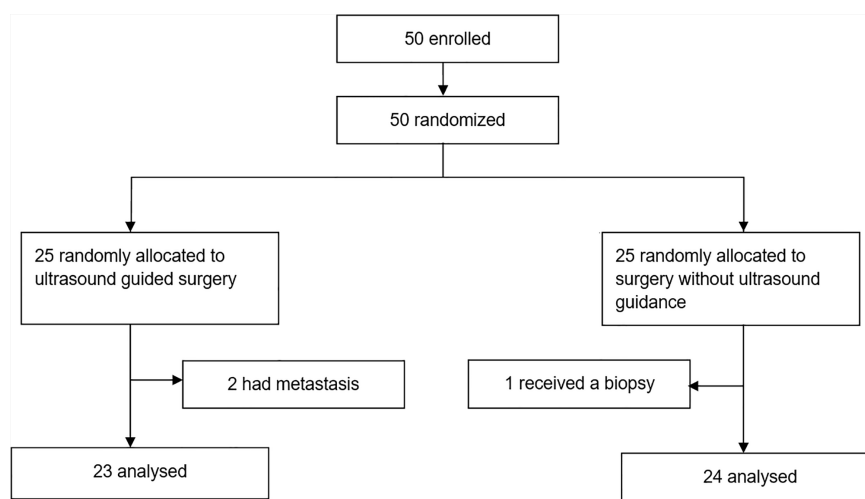 50 enrolled
50 randomized
25 randomly allocated to
ultrasound guided surgery
25 randomly allocated to
surgery without ultrasound
guidance
2 had metastasis
1 received a biopsy
23 analysed
24 analysed